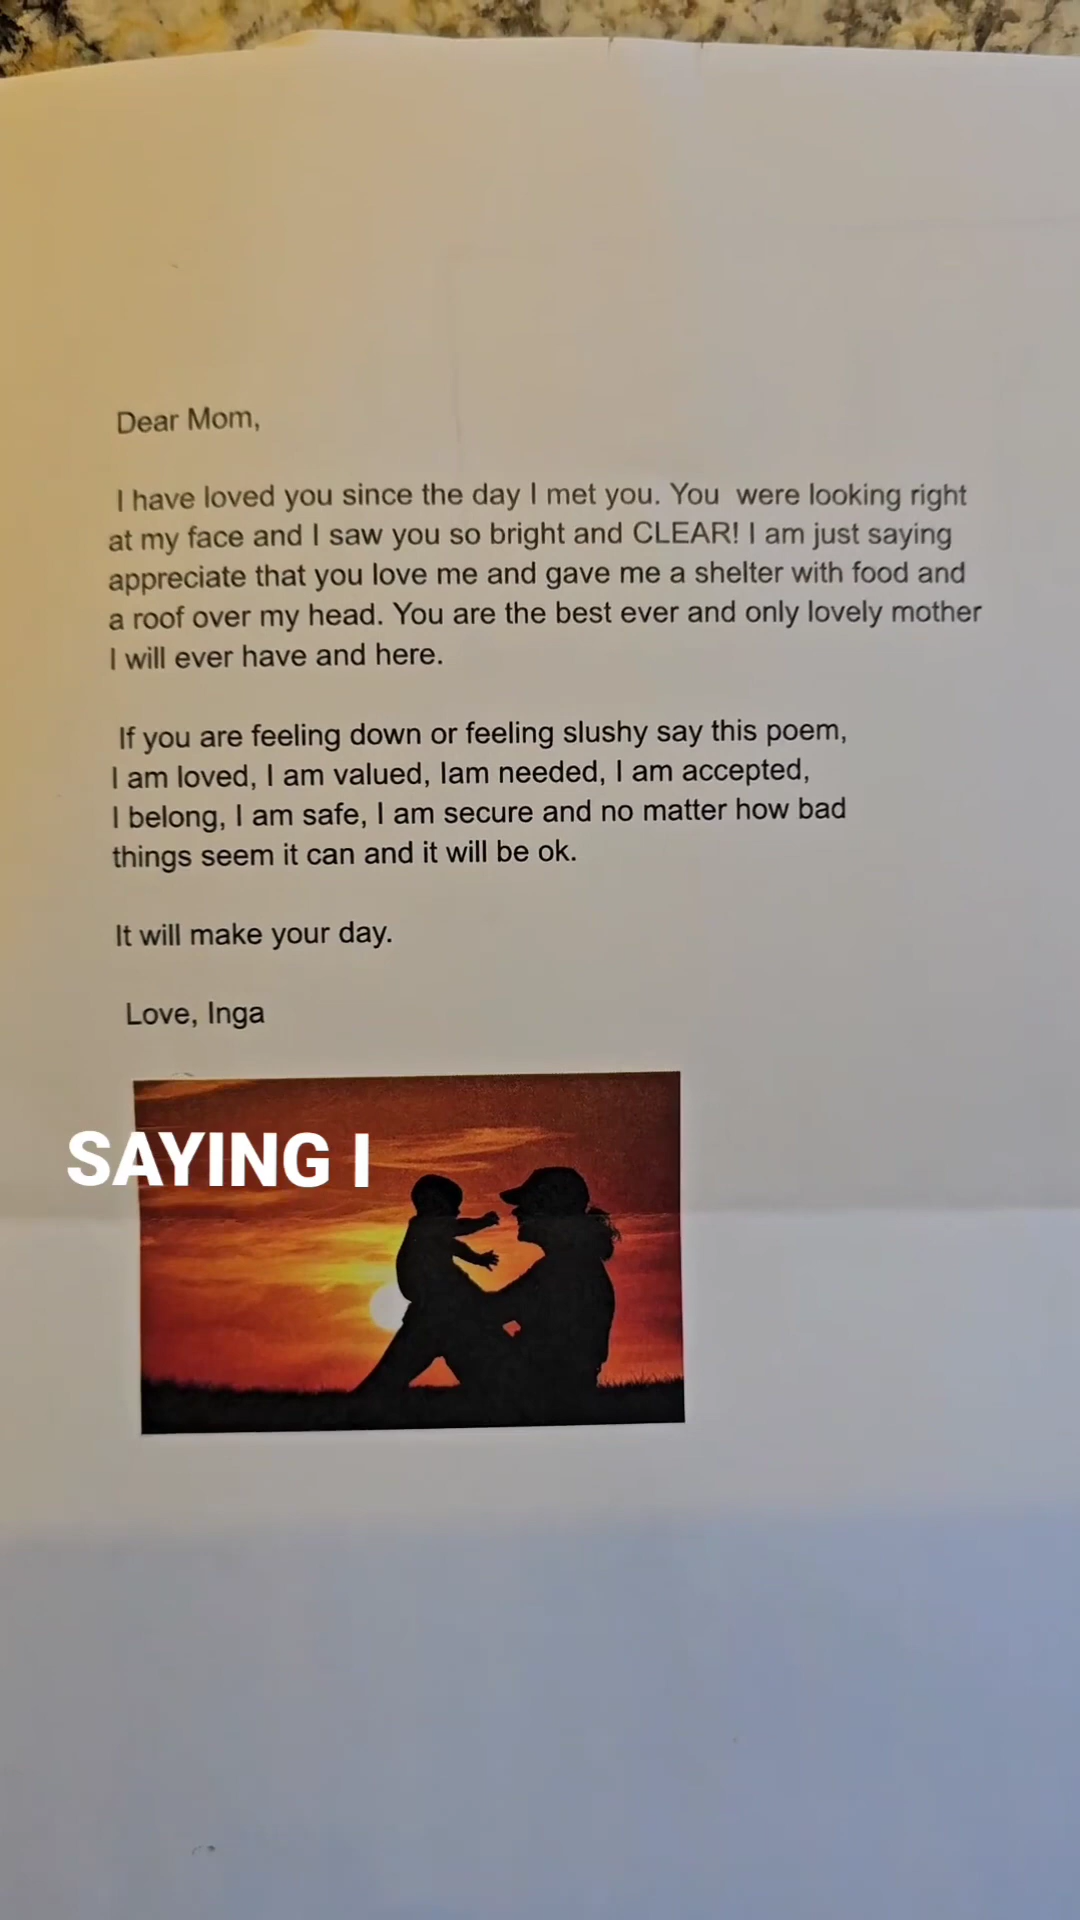 Dear Mom,
I have loved you since the day I met you. You were looking right
at my face and I saw you so bright and CLEAR! I am just saying
appreciate that you love me and gave me a shelter with food and
a roof over my head. You are the best ever and only lovely mother
I will ever have and here.
If you are feeling down or feeling slushy say this poem,
I am loved, I am valued, Iam needed, I am accepted,
I belong, I am safe, I am secure and no matter how bad
things seem it can and it will be ok.
It will make your day.
Love, Inga
SAYING I